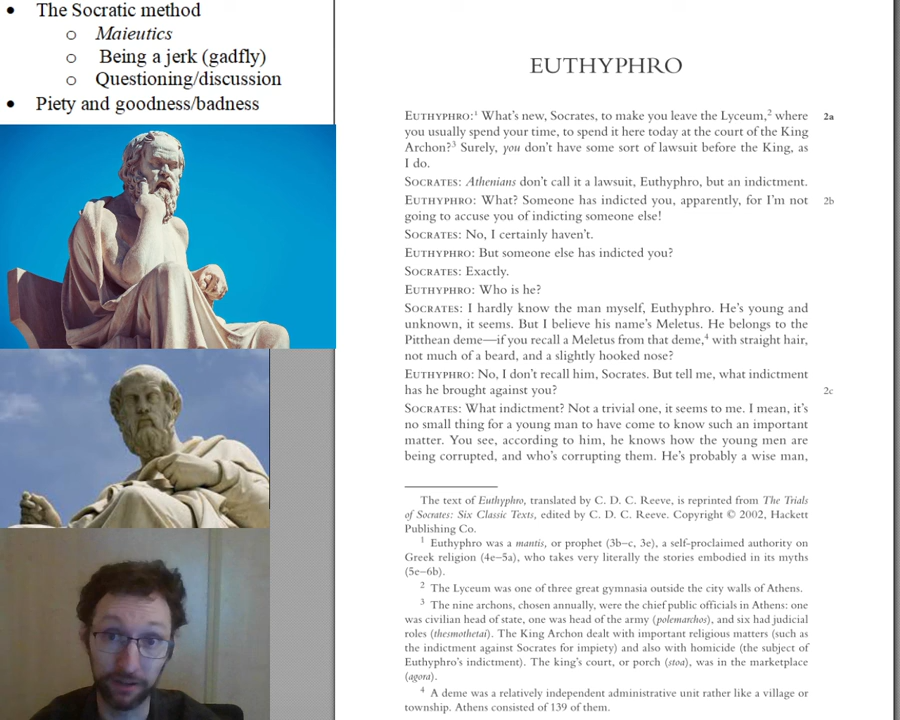 • The Socratic method
o Maieutics
o Being a jerk (gadfly)
o Questioning/discussion
• Piety and goodness/badness
EUTHYPHRO
EUTHYPHRO:¹ What's new, Socrates, to make you leave the Lyceum,² where 2a
you usually spend your time, to spend it here today at the court of the King
Archon?³ Surely, you don't have some sort of lawsuit before the King, as
I do.
SOCRATES: Athenians don't call it a lawsuit, Euthyphro, but an indictment.
EUTHYPHRO: What? Someone has indicted you, apparently, for I'm not 2b
going to accuse you of indicting someone else!
SOCRATES: No, I certainly haven't.
EUTHYPHRO: But someone else has indicted you?
SOCRATES: Exactly.
EUTHYPHRO: Who is he?
SOCRATES: I hardly know the man myself, Euthyphro. He's young and
unknown, it seems. But I believe his name's Meletus. He belongs to the
Pitthean deme—if you recall a Meletus from that deme,⁴ with straight hair,
not much of a beard, and a slightly hooked nose?
EUTHYPHRO: No, I don't recall him, Socrates. But tell me, what indictment
has he brought against you? 2c
SOCRATES: What indictment? Not a trivial one, it seems to me. I mean, it's
no small thing for a young man to have come to know such an important
matter. You see, according to him, he knows how the young men are
being corrupted, and who's corrupting them. He's probably a wise man,
The text of Euthyphro, translated by C. D. C. Reeve, is reprinted from The Trials
of Socrates: Six Classic Texts, edited by C. D. C. Reeve. Copyright © 2002, Hackett
Publishing Co.
¹ Euthyphro was a mantis, or prophet (3b–c, 3e), a self-proclaimed authority on
Greek religion (4e–5a), who takes very literally the stories embodied in its myths
(5e–6b).
² The Lyceum was one of three great gymnasia outside the city walls of Athens.
³ The nine archons, chosen annually, were the chief public officials in Athens: one
was civilian head of state, one was head of the army (polemarchos), and six had judicial
roles (thesmothetai). The King Archon dealt with important religious matters (such as
the indictment against Socrates for impiety) and also with homicide (the subject of
Euthyphro's indictment). The king's court, or porch (stoa), was in the marketplace
(agora).
⁴ A deme was a relatively independent administrative unit rather like a village or
township. Athens consisted of 139 of them.